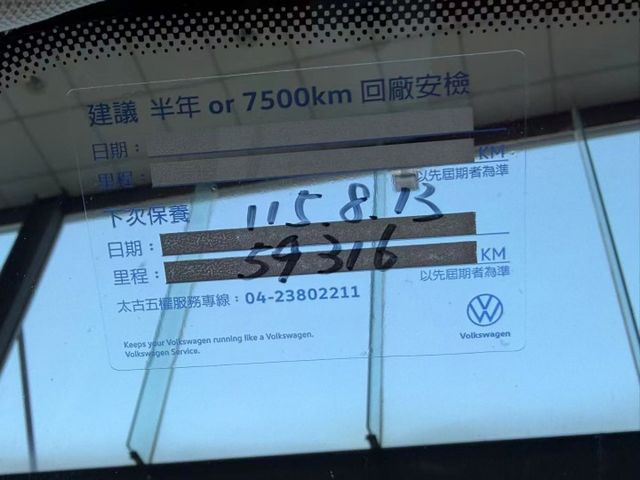 建議 半年 or 7500km 回廠安檢
日期：
里程： KM
以先屆期者為準
下次保養
日期： 115.8.13
里程： 59316 KM
以先屆期者為準
太古五權服務專線：04-23802211
Keeps your Volkswagen running like a Volkswagen.
Volkswagen Service.
Volkswagen